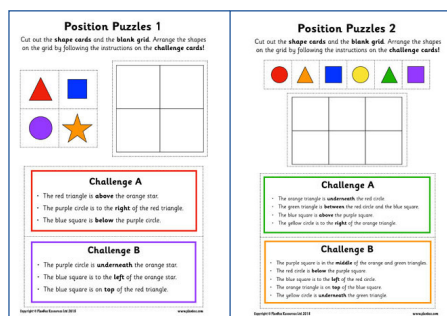 Position Puzzles 1
Cut out the shape cards and the blank grid. Arrange the shapes
on the grid by following the instructions on the challenge cards!
Challenge A
• The red triangle is above the orange star.
• The purple circle is to the right of the red triangle.
• The blue square is below the purple circle.
Challenge B
• The purple circle is underneath the orange star.
• The blue square is to the left of the orange star.
• The blue square is on top of the red triangle.
Position Puzzles 2
Cut out the shape cards and the blank grid. Arrange the shapes
on the grid by following the instructions on the challenge cards!
Challenge A
• The orange triangle is underneath the red circle.
• The green triangle is between the red circle and the blue square.
• The blue square is above the purple square.
• The yellow circle is to the right of the orange triangle.
Challenge B
• The purple square is in the middle of the orange and green triangles.
• The red circle is below the purple square.
• The blue square is to the left of the red circle.
• The orange triangle is on top of the blue square.
• The yellow circle is underneath the green triangle.